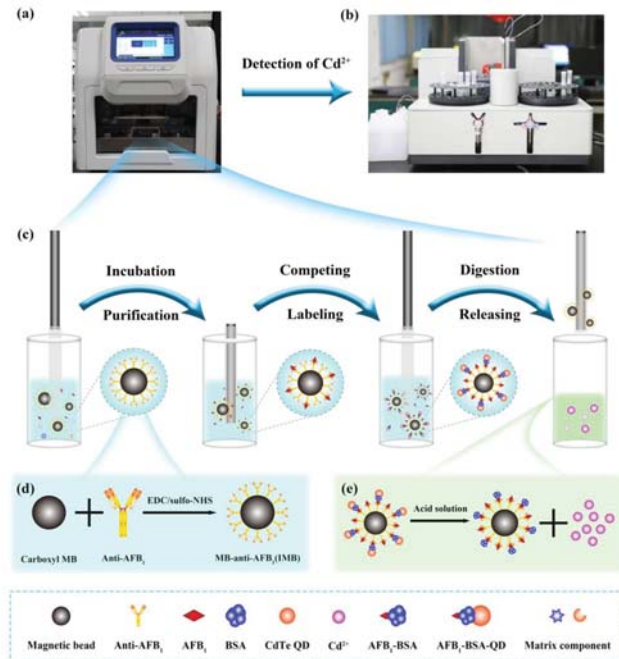 (a)
(b)
Detection of Cd²⁺
(c)
Incubation
Purification
Competing
Labeling
Digestion
Releasing
(d)
EDC/sulfo-NHS
Carboxyl MB
Anti-AFB₁
MB-anti-AFB₁(IMB)
(e)
Acid solution
Magnetic bead
Anti-AFB₁
AFB₁
BSA
CdTe QD
Cd²⁺
AFB₁-BSA
AFB₁-BSA-QD
Matrix component